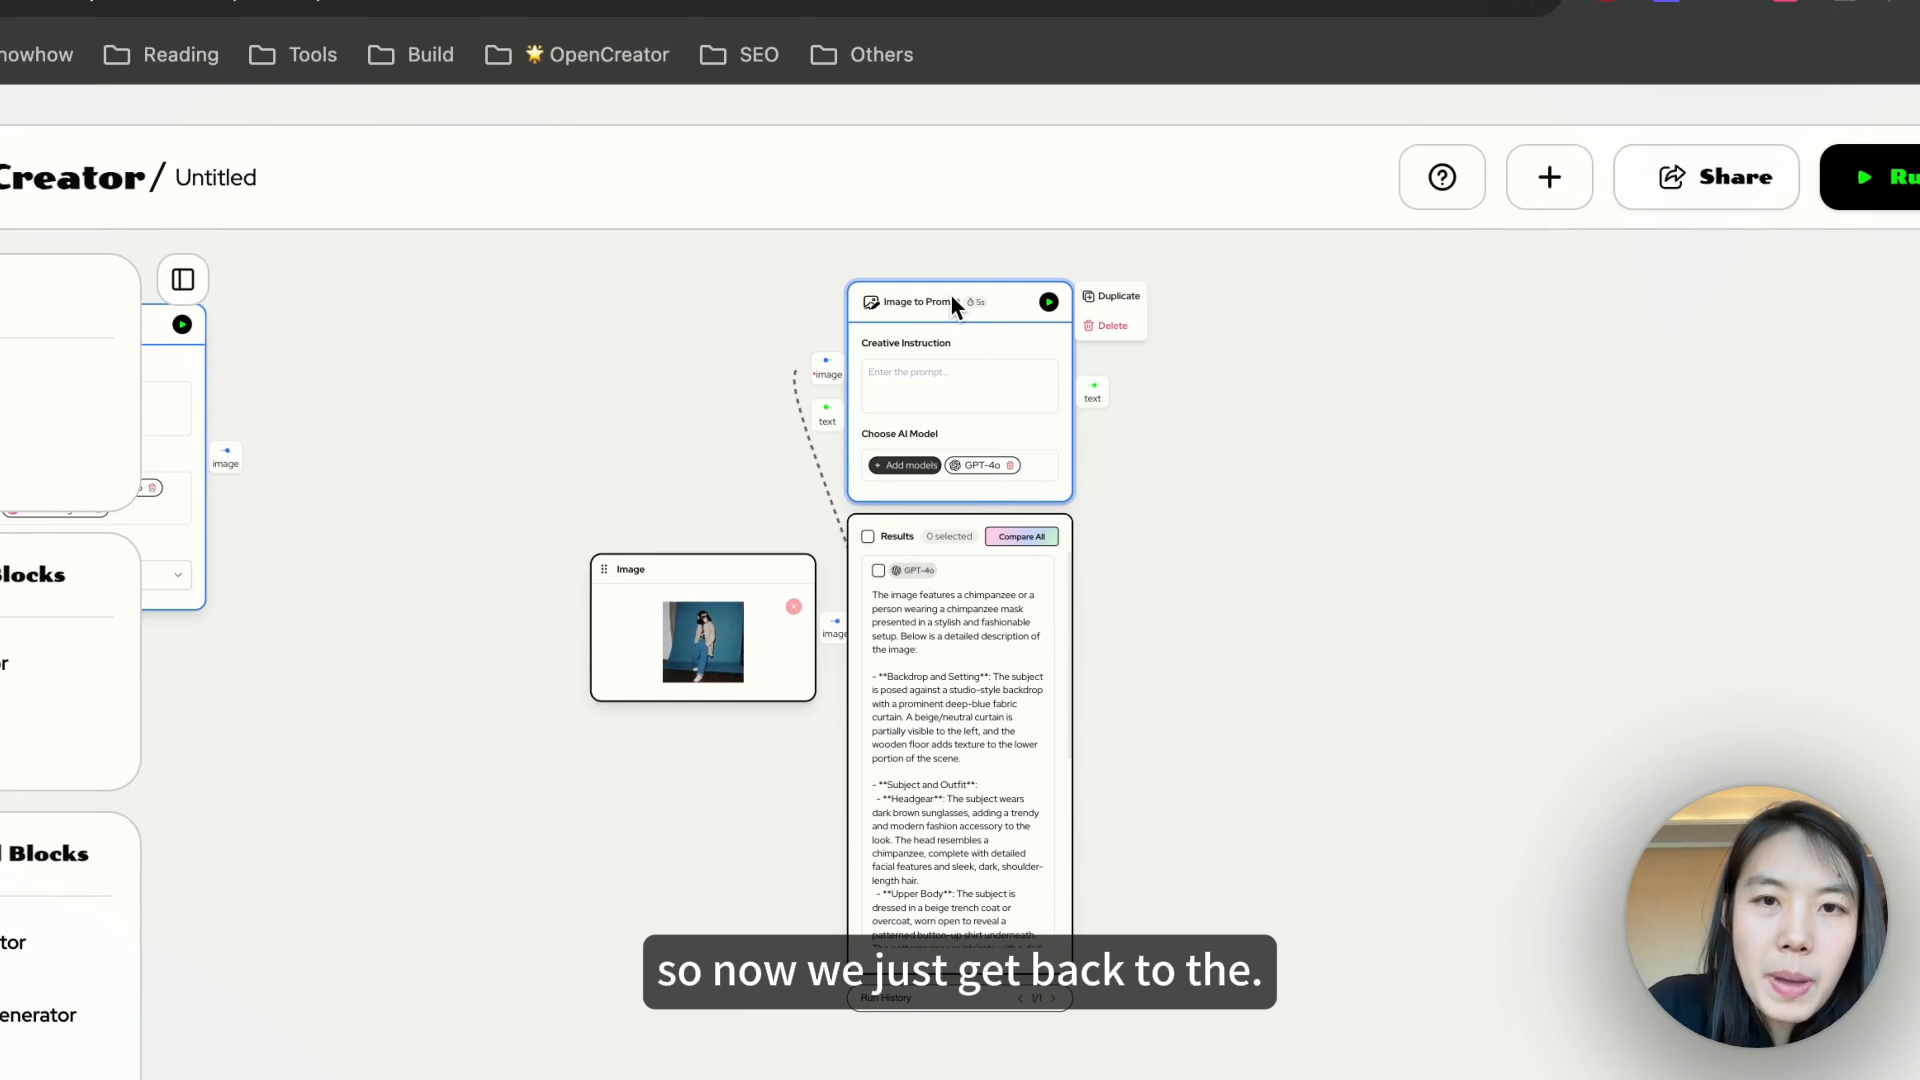 nowhow
Reading
Tools
Build
OpenCreator
SEO
Others
Creator / Untitled
Share
Ru
Image to Prom
5s
Duplicate
Delete
Creative Instruction
*image
Enter the prompt...
text
text
Choose AI Model
+ Add models
GPT-4o
image
Results
0 selected
Compare All
GPT-4o
The image features a chimpanzee or a
person wearing a chimpanzee mask
presented in a stylish and fashionable
setup. Below is a detailed description of
the image:
- **Backdrop and Setting**: The subject
is posed against a studio-style backdrop
with a prominent deep-blue fabric
curtain. A beige/neutral curtain is
partially visible to the left, and the
wooden floor adds texture to the lower
portion of the scene.
- **Subject and Outfit**:
- **Headgear**: The subject wears
dark brown sunglasses, adding a trendy
and modern fashion accessory to the
look. The head resembles a
chimpanzee, complete with detailed
facial features and sleek, dark, shoulder-
length hair.
- **Upper Body**: The subject is
dressed in a beige trench coat or
overcoat, worn open to reveal a
patterned button-up shirt underneath.
Image
image
locks
r
Blocks
tor
enerator
Run History
1/1
so now we just get back to the.